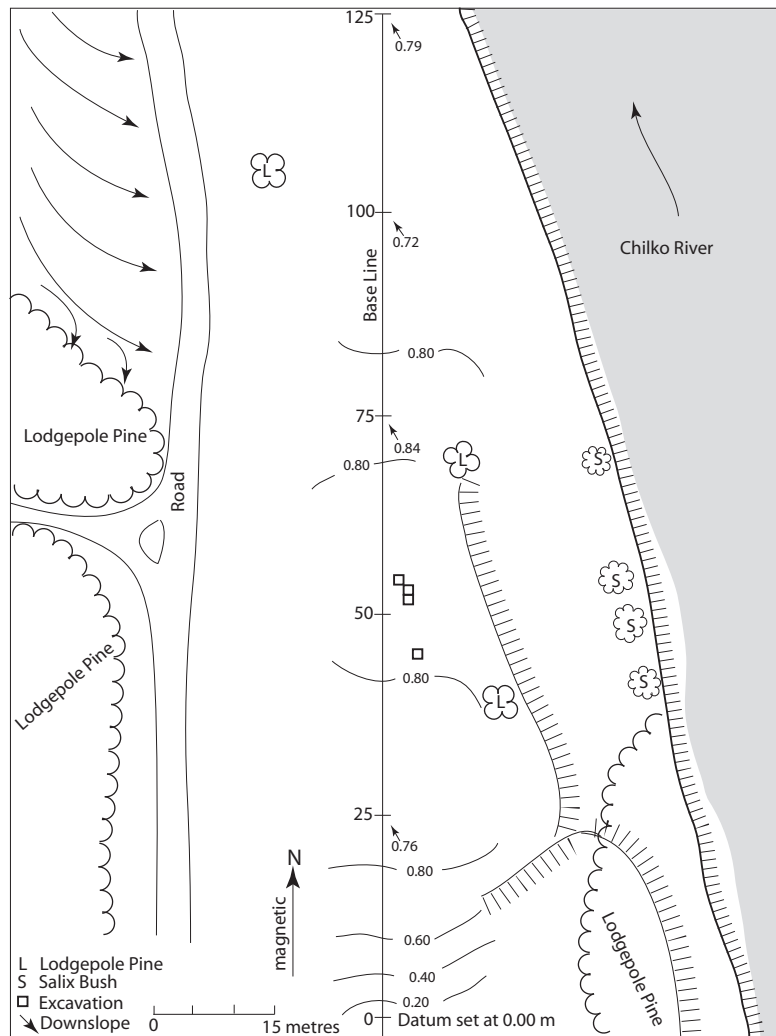 125
0.79
L
100
0.72
Base Line
Chilko River
0.80
75
0.84
Lodgepole Pine
0.80
L
S
Road
S
50
S
Lodgepole Pine
0.80
S
L
25
0.76
N
0.80
magnetic
0.60
Lodgepole Pine
L Lodgepole Pine
S Salix Bush
Excavation
Downslope
0.40
0.20
0 15 metres
0
Datum set at 0.00 m